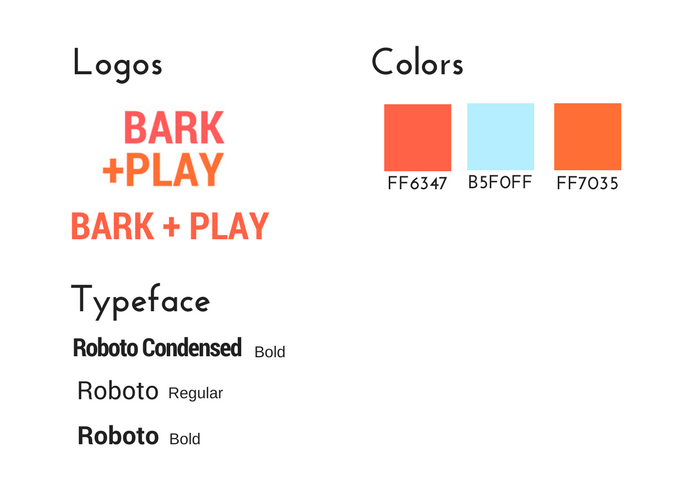 Logos
BARK
+PLAY
BARK + PLAY
Colors
FF6347 B5F0FF FF7035
Typeface
Roboto Condensed Bold
Roboto Regular
Roboto Bold